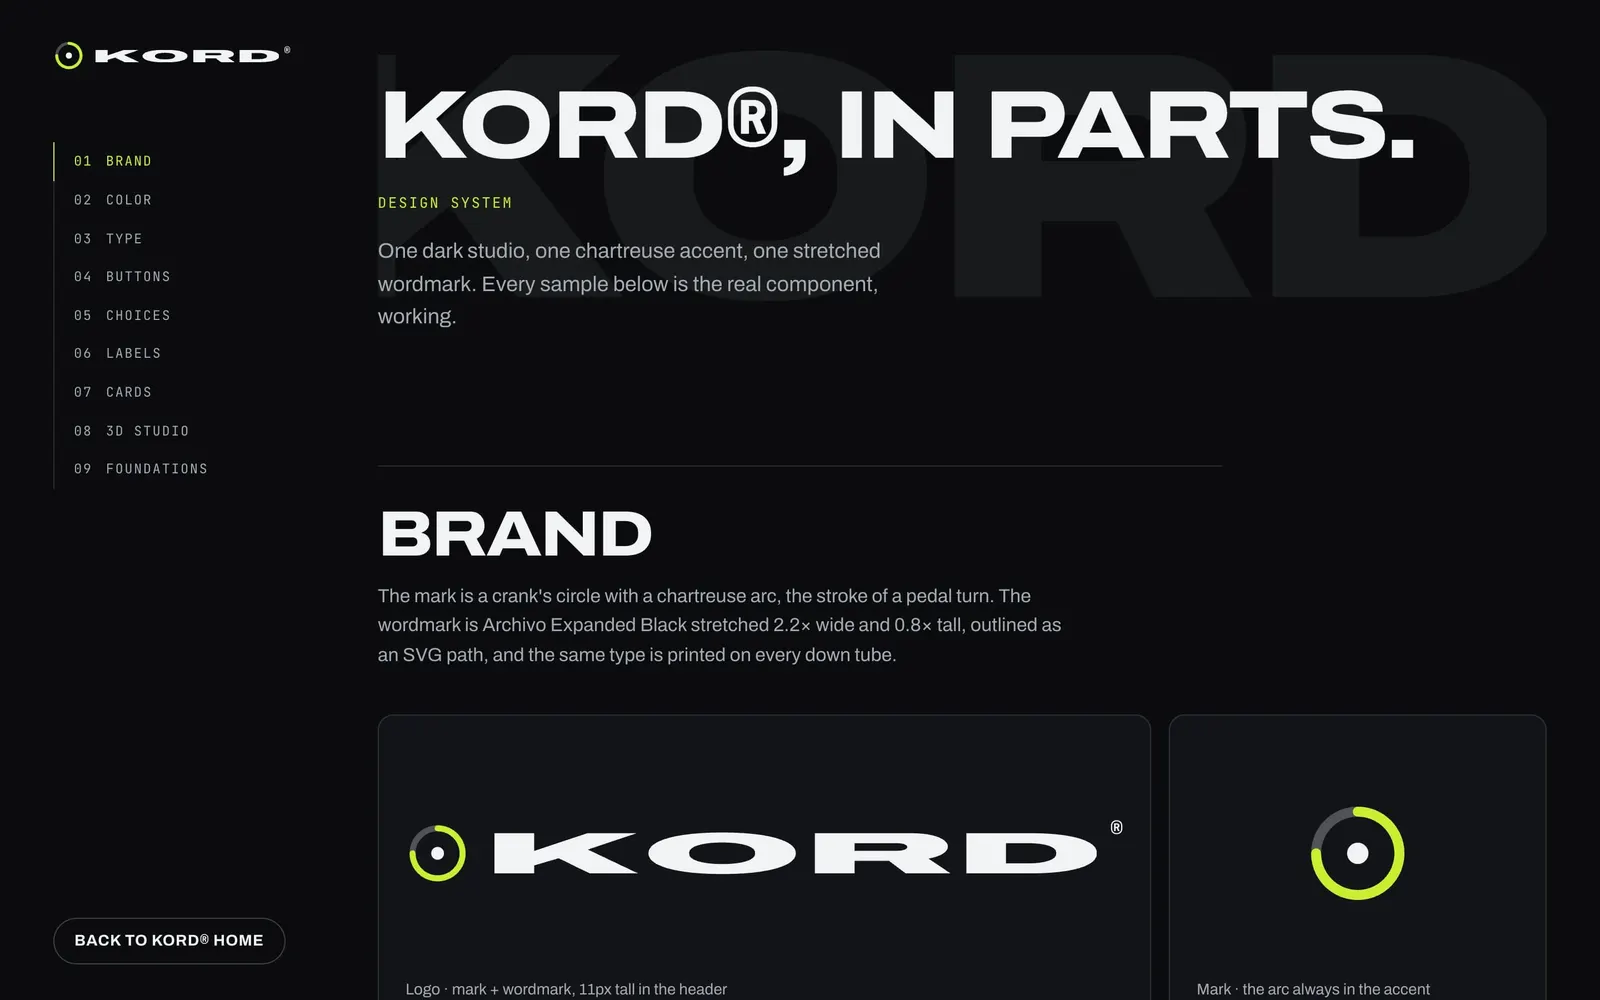 KORD®
01 BRAND
02 COLOR
03 TYPE
04 BUTTONS
05 CHOICES
06 LABELS
07 CARDS
08 3D STUDIO
09 FOUNDATIONS
BACK TO KORD® HOME
KORD
KORD®, IN PARTS.
DESIGN SYSTEM
One dark studio, one chartreuse accent, one stretched
wordmark. Every sample below is the real component,
working.
BRAND
The mark is a crank's circle with a chartreuse arc, the stroke of a pedal turn. The
wordmark is Archivo Expanded Black stretched 2.2× wide and 0.8× tall, outlined as
an SVG path, and the same type is printed on every down tube.
KORD®
Logo · mark + wordmark, 11px tall in the header
Mark · the arc always in the accent